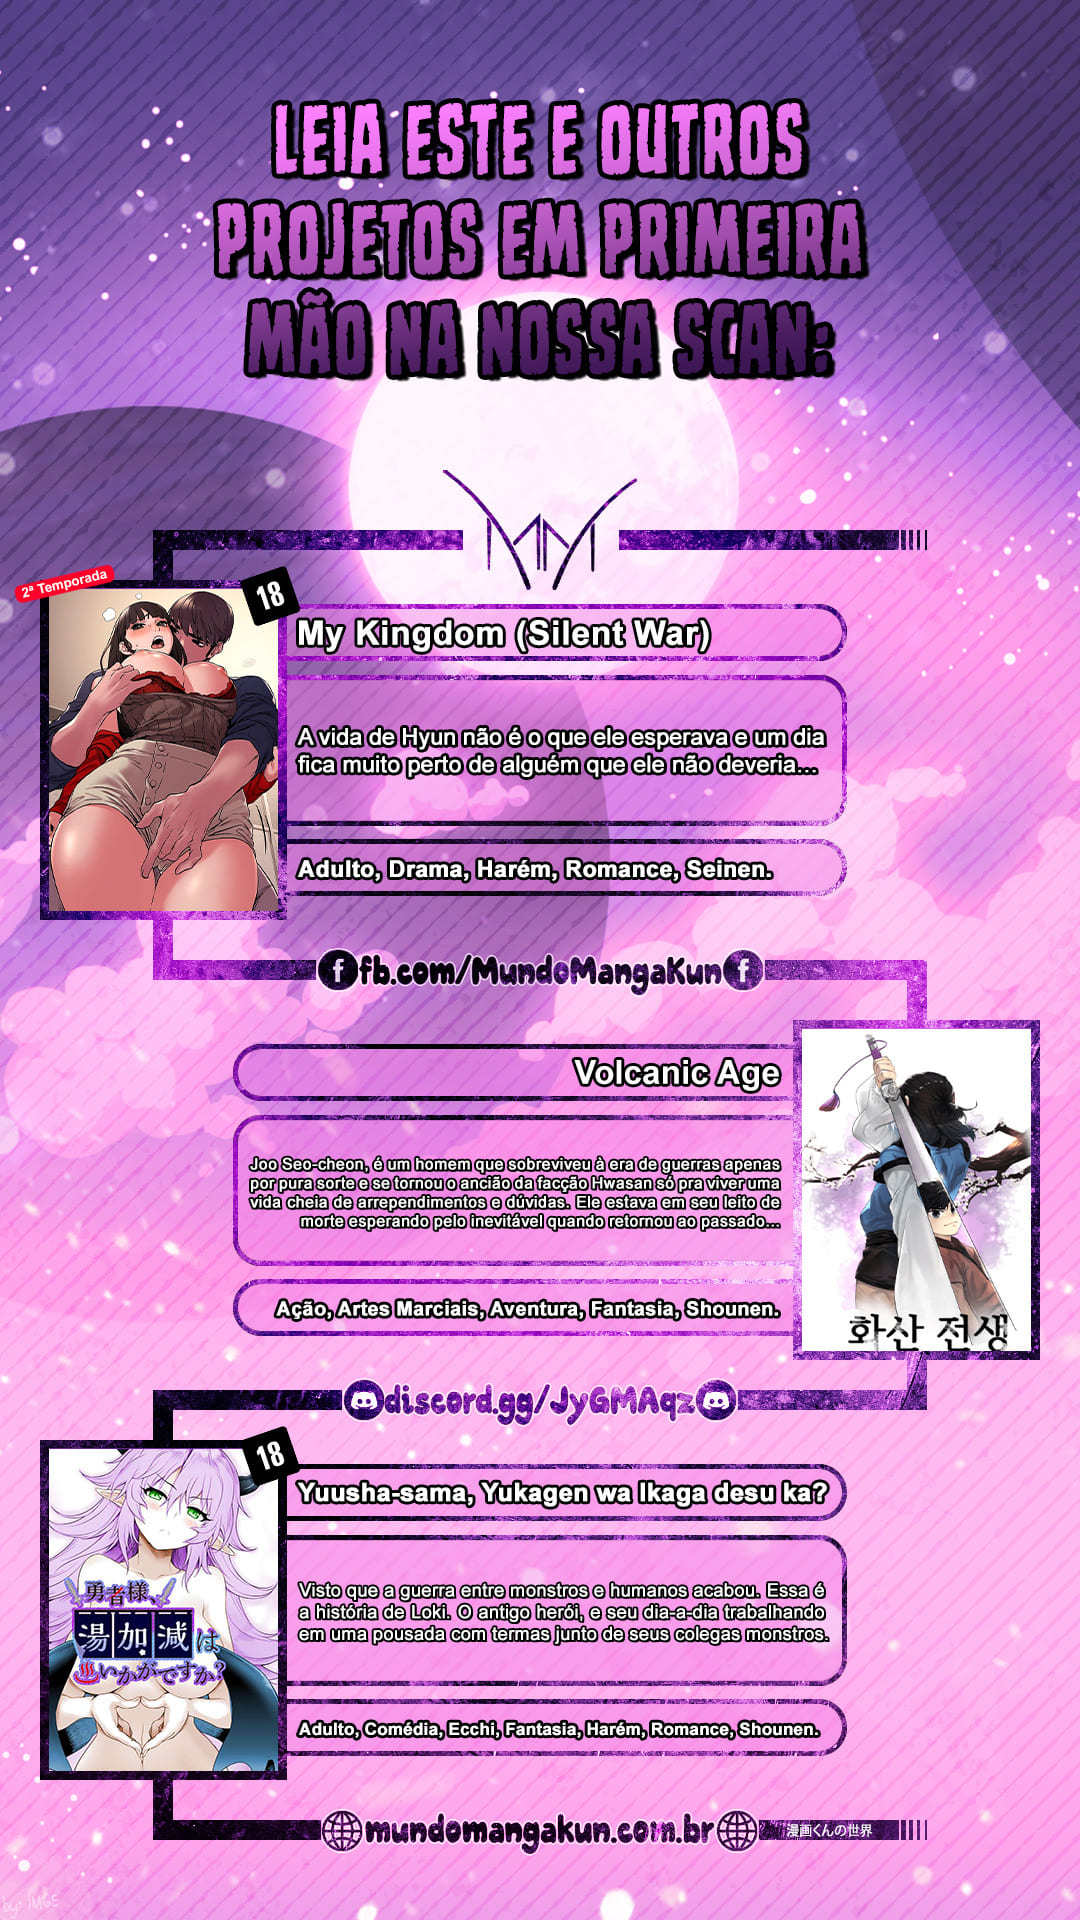 LEIA ESTE E OUTROS
PROJETOS EM PRIMEIRA
MÃO NA NOSSA SCAN:
2ª Temporada
18
My Kingdom (Silent War)
A vida de Hyun não é o que ele esperava e um dia
fica muito perto de alguém que ele não deveria...
Adulto, Drama, Harém, Romance, Seinen.
fb.com/MundoMangaKun
Volcanic Age
Joo Seo-cheon, é um homem que sobreviveu à era de guerras apenas
por pura sorte e se tornou o ancião da facção Hwasan só pra viver uma
vida cheia de arrependimentos e dúvidas. Ele estava em seu leito de
morte esperando pelo inevitável quando retornou ao passado...
Ação, Artes Marciais, Aventura, Fantasia, Shounen.
화산 전생
discord.gg/JyGMAqz
18
Yuusha-sama, Yukagen wa Ikaga desu ka?
勇者様、
湯加減は
いかがですか?
Visto que a guerra entre monstros e humanos acabou. Essa é
a história de Loki. O antigo herói, e seu dia-a-dia trabalhando
em uma pousada com termas junto de seus colegas monstros.
Adulto, Comédia, Ecchi, Fantasia, Harém, Romance, Shounen.
mundomangakun.com.br
漫画くんの世界
by: IMGE